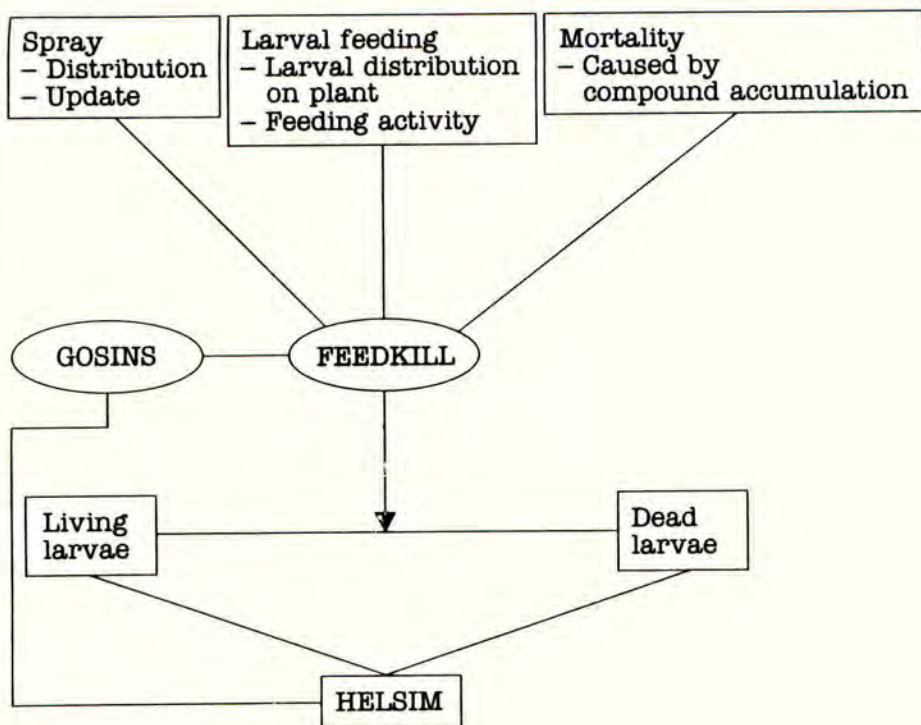 Spray
– Distribution
– Update
Larval feeding
– Larval distribution
on plant
– Feeding activity
Mortality
– Caused by
compound accumulation
GOSINS
FEEDKILL
Living
larvae
Dead
larvae
HELSIM